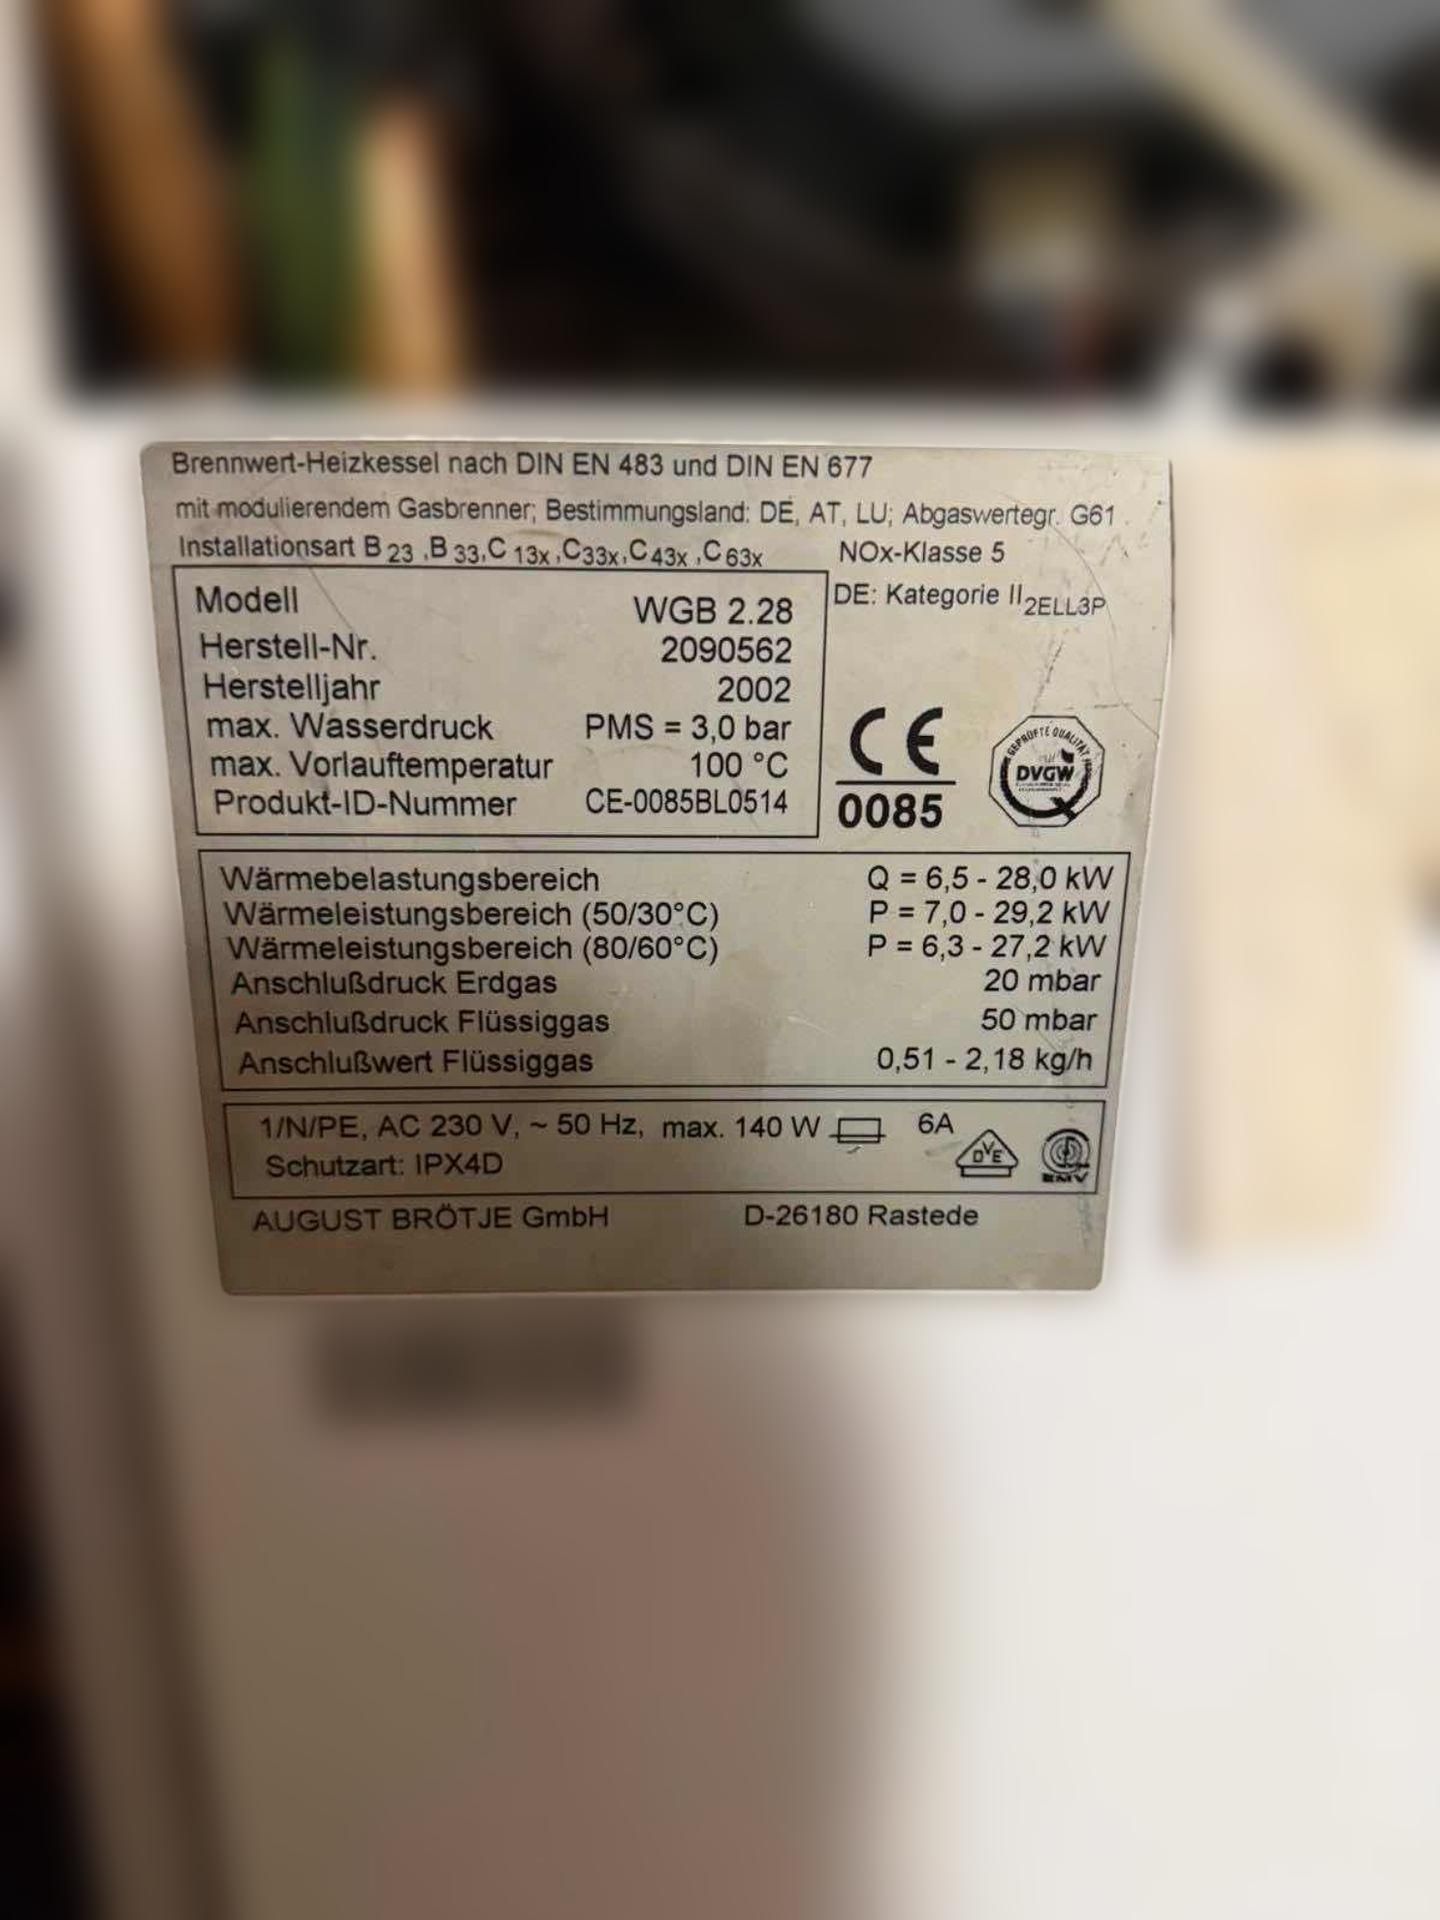 Brennwert-Heizkessel nach DIN EN 483 und DIN EN 677
mit modulierendem Gasbrenner; Bestimmungsland: DE, AT, LU; Abgaswertegr. G61
Installationsart B 23 ,B 33,C 13x ,C33x,C 43x ,C 63x NOx-Klasse 5
DE: Kategorie II2ELL3P
Modell WGB 2.28
Herstell-Nr. 2090562
Herstelljahr 2002
max. Wasserdruck PMS = 3,0 bar
max. Vorlauftemperatur 100 °C
Produkt-ID-Nummer CE-0085BL0514
CE
0085
GEPRÜFTE QUALITÄT
DVGW
Wärmebelastungsbereich Q = 6,5 - 28,0 kW
Wärmeleistungsbereich (50/30°C) P = 7,0 - 29,2 kW
Wärmeleistungsbereich (80/60°C) P = 6,3 - 27,2 kW
Anschlußdruck Erdgas 20 mbar
Anschlußdruck Flüssiggas 50 mbar
Anschlußwert Flüssiggas 0,51 - 2,18 kg/h
1/N/PE, AC 230 V, ~ 50 Hz, max. 140 W 6A
Schutzart: IPX4D
DVE
EMV
AUGUST BRÖTJE GmbH D-26180 Rastede